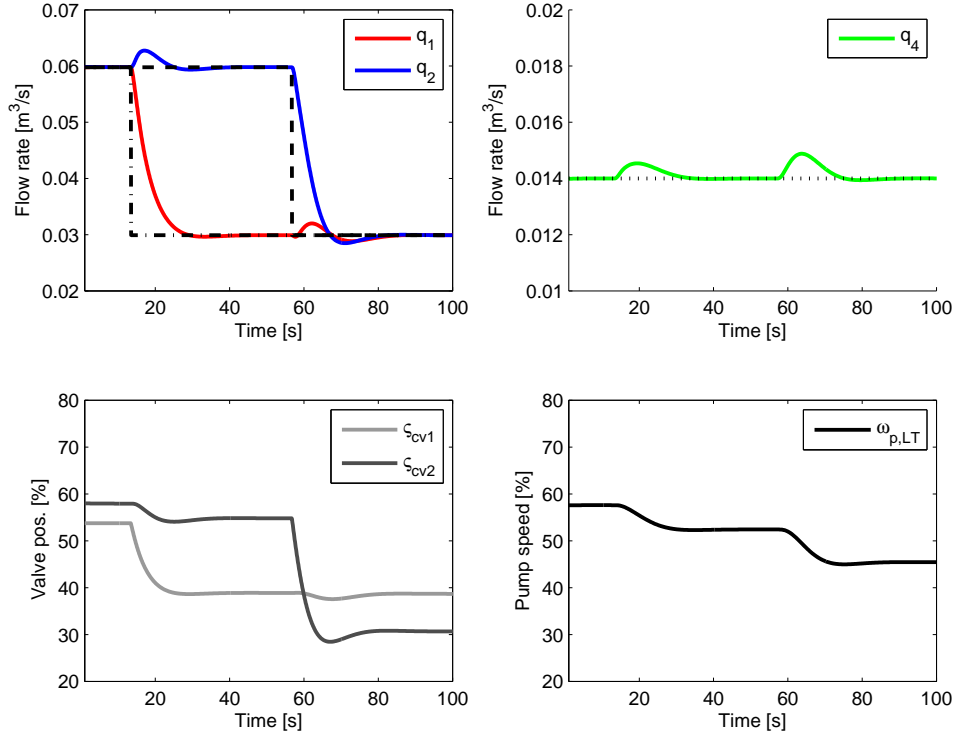 0.06
0.05
0.04
0.03
0.02
Flow rate [m³/s]
20 40 60 80 100
Time [s]
q₁
q₂
0.02
0.018
0.016
0.014
0.012
0.01
Flow rate [m³/s]
20 40 60 80 100
Time [s]
q₄
80
70
60
50
40
30
20
Valve pos. [%]
20 40 60 80 100
Time [s]
ςcv1
ςcv2
80
70
60
50
40
30
20
Pump speed [%]
20 40 60 80 100
Time [s]
ωp,LT